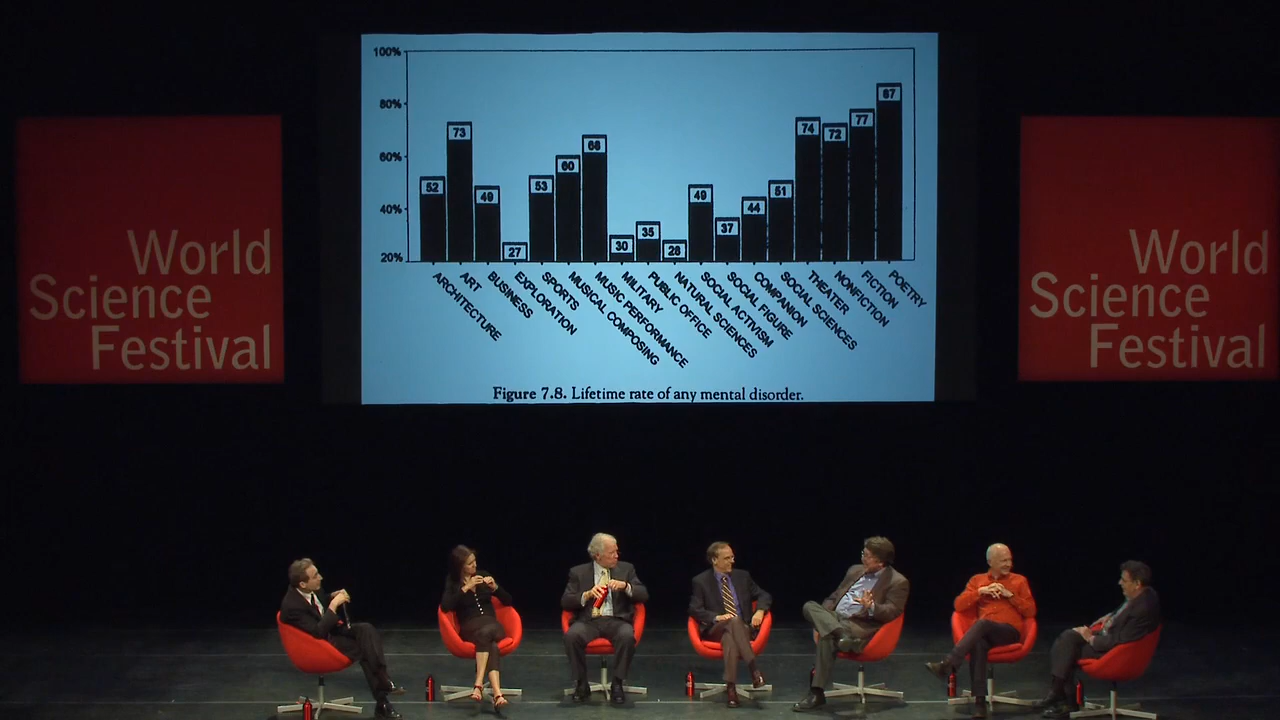 100%
80%
60%
40%
20%
52
73
49
27
53
60
68
30
35
28
49
37
44
51
74
72
77
87
ARCHITECTURE
ART
BUSINESS
EXPLORATION
SPORTS
MUSICAL COMPOSING
MUSIC PERFORMANCE
MILITARY
PUBLIC OFFICE
NATURAL SCIENCES
SOCIAL ACTIVISM
SOCIAL FIGURE
COMPANION
SOCIAL SCIENCES
THEATER
NONFICTION
FICTION
POETRY
Figure 7.8. Lifetime rate of any mental disorder.
World
Science
Festival
World
Science
Festival